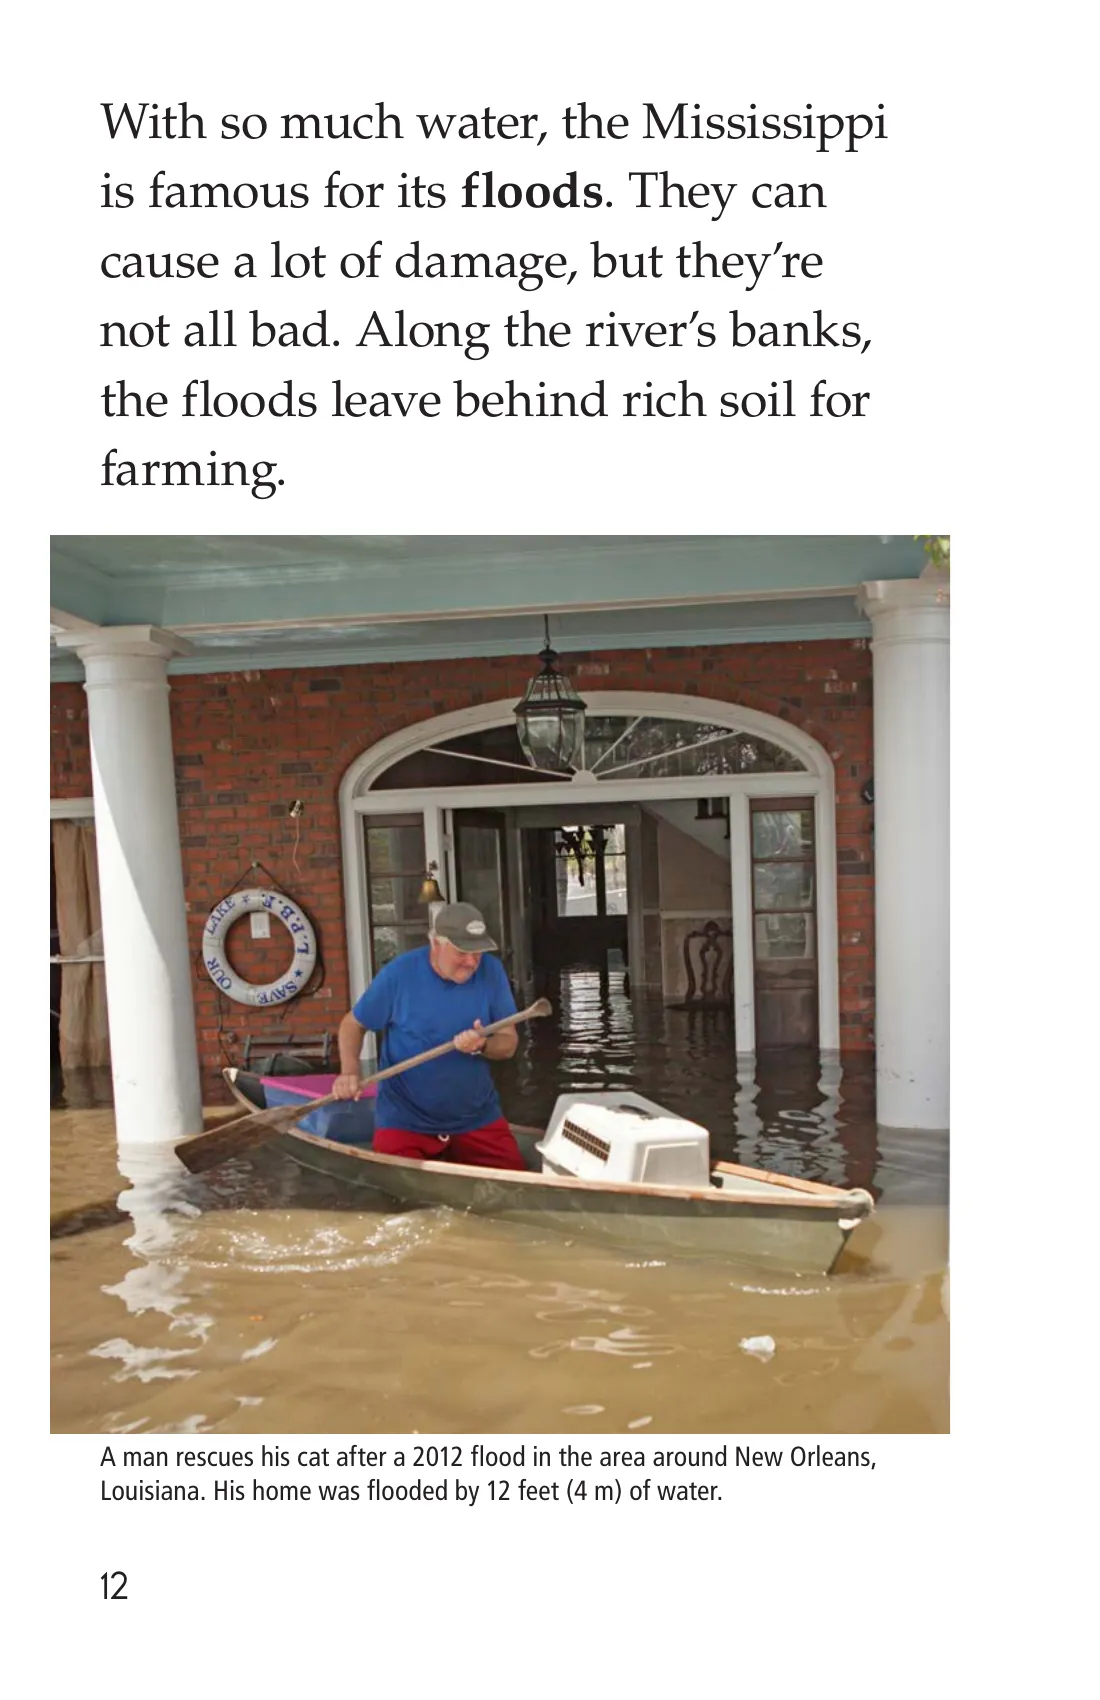 With so much water, the Mississippi
is famous for its floods. They can
cause a lot of damage, but they’re
not all bad. Along the river’s banks,
the floods leave behind rich soil for
farming.
OUR LAKE ★ L.P.B.F. ★ SAVE
A man rescues his cat after a 2012 flood in the area around New Orleans,
Louisiana. His home was flooded by 12 feet (4 m) of water.
12